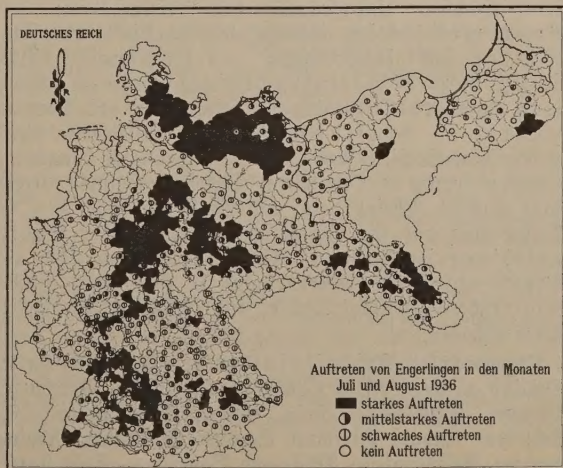 DEUTSCHES REICH
Auftreten von Engerlingen in den Monaten
Juli und August 1936
starkes Auftreten
mittelstarkes Auftreten
schwaches Auftreten
kein Auftreten